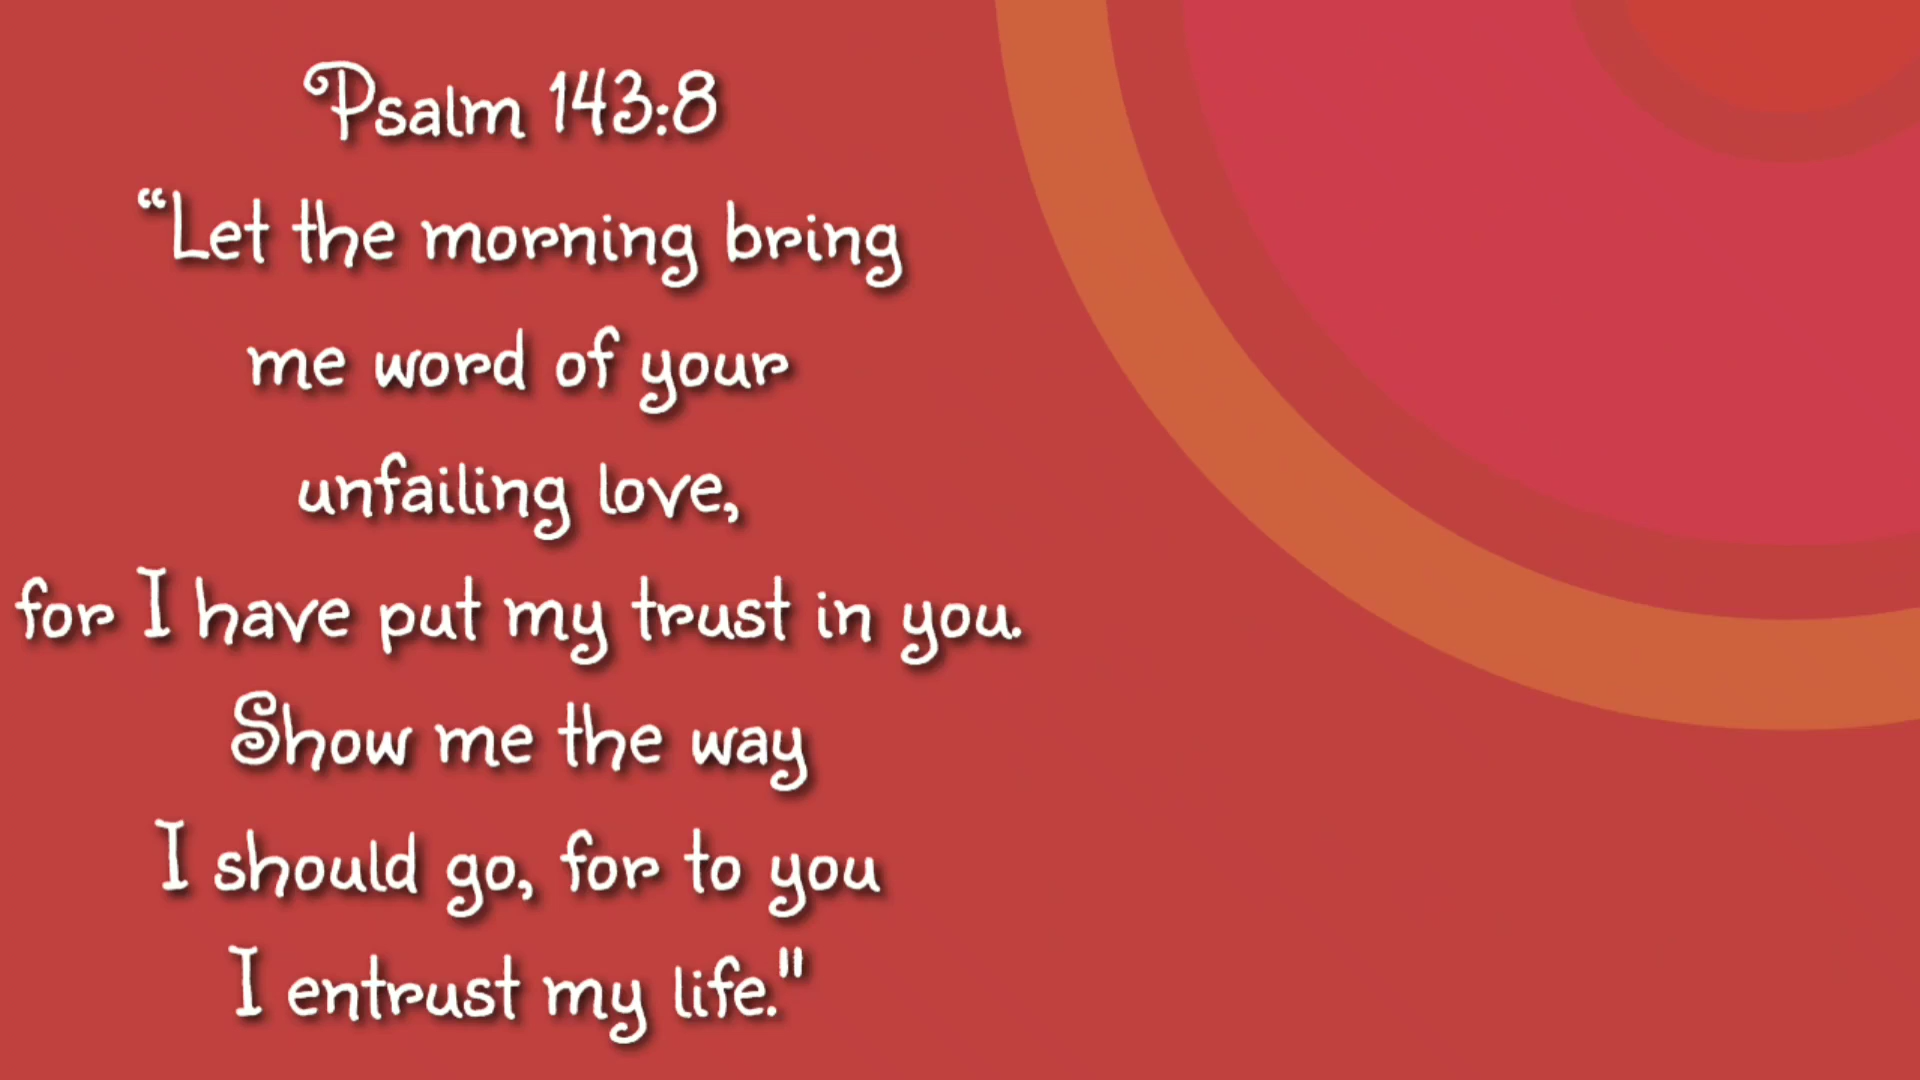 Psalm 143:8
“Let the morning bring
me word of your
unfailing love,
for I have put my trust in you.
Show me the way
I should go, for to you
I entrust my life."